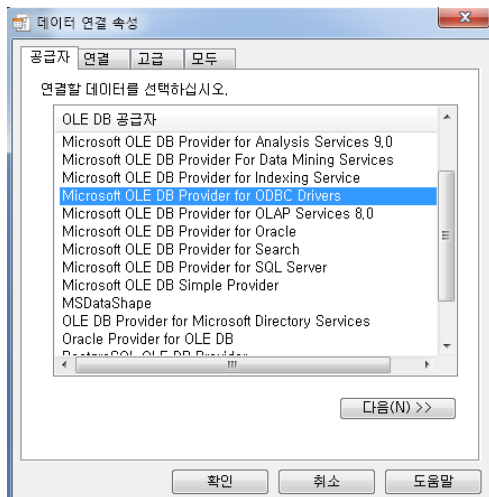 데이터 연결 속성
공급자 연결 고급 모두
연결할 데이터를 선택하십시오.
OLE DB 공급자
Microsoft OLE DB Provider for Analysis Services 9.0
Microsoft OLE DB Provider For Data Mining Services
Microsoft OLE DB Provider for Indexing Service
Microsoft OLE DB Provider for ODBC Drivers
Microsoft OLE DB Provider for OLAP Services 8.0
Microsoft OLE DB Provider for Oracle
Microsoft OLE DB Provider for Search
Microsoft OLE DB Provider for SQL Server
Microsoft OLE DB Simple Provider
MSDataShape
OLE DB Provider for Microsoft Directory Services
Oracle Provider for OLE DB
PostgreSQL OLE DB Provider
다음(N) >>
확인 취소 도움말